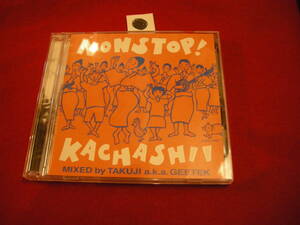 NONSTOP!
KACHASHII
MIXED by TAKUJI a.k.a. GEETEK